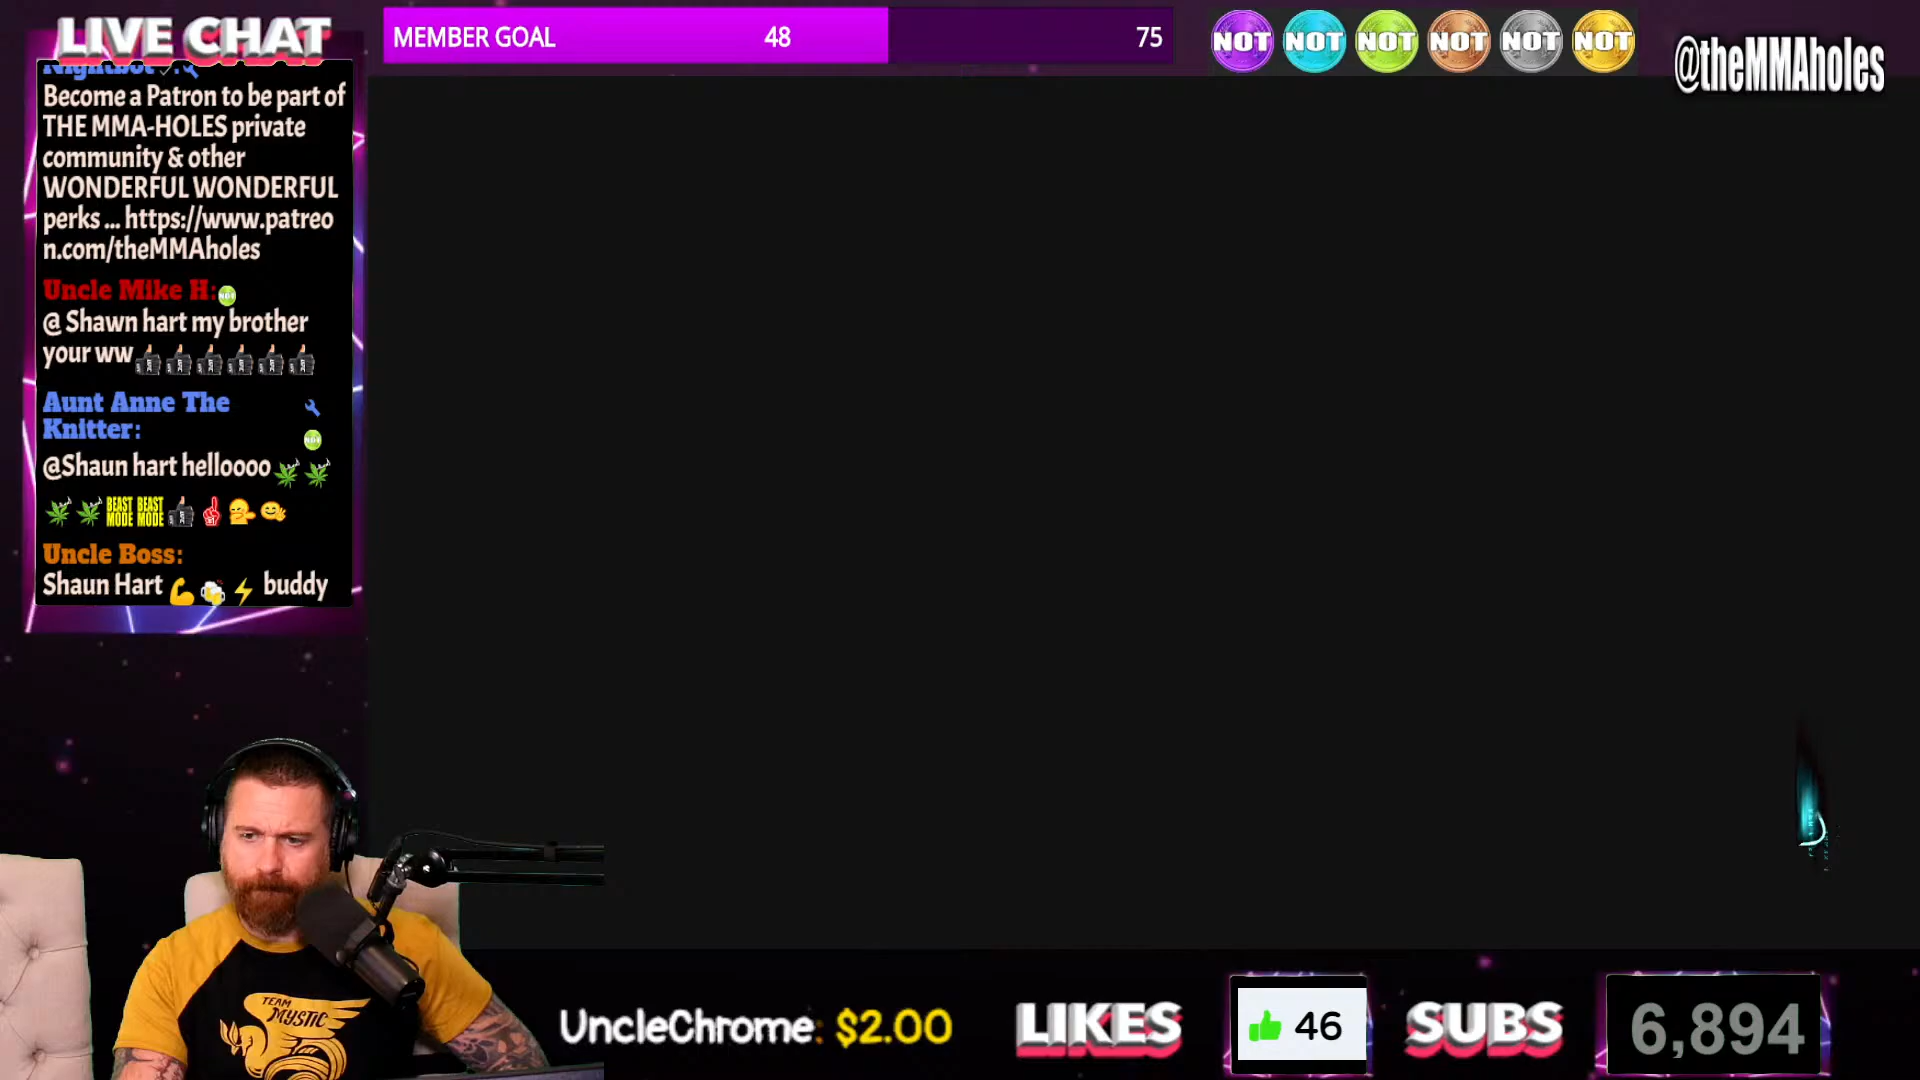 LIVE CHAT
MEMBER GOAL 48 75
NOT NOT NOT NOT NOT NOT
@theMMAholes
Nightbot
Become a Patron to be part of
THE MMA-HOLES private
community & other
WONDERFUL WONDERFUL
perks ... https://www.patreo
n.com/theMMAholes
Uncle Mike H:
@ Shawn hart my brother
your ww
Aunt Anne The
Knitter:
@Shaun hart helloooo
BEAST MODE BEAST MODE
Uncle Boss:
Shaun Hart buddy
TEAM
MYSTIC
UncleChrome: $2.00
LIKES
46
SUBS
6,894